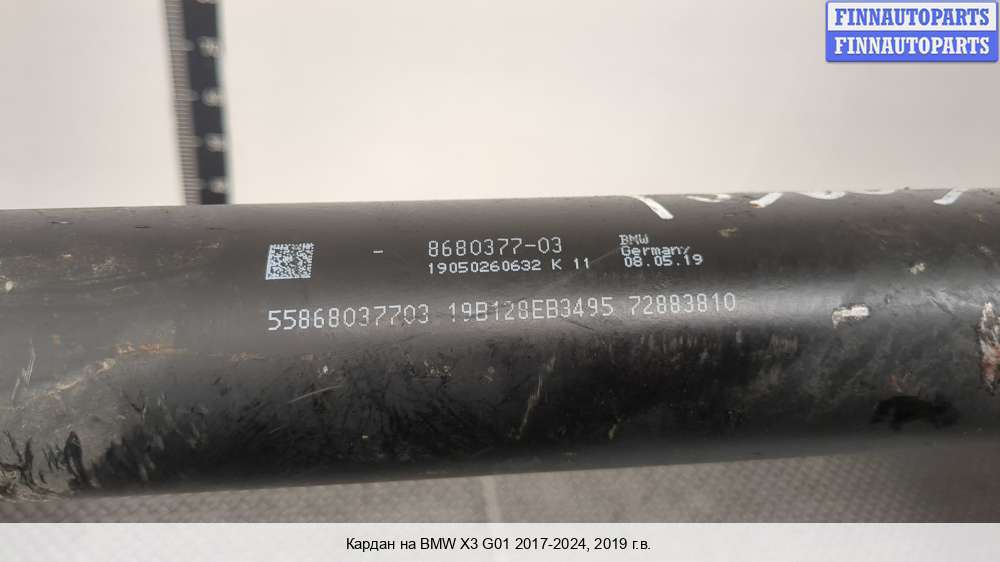 FINNAUTOPARTS
FINNAUTOPARTS
- 8680377-03
19050260632 K 11
BMW
Germany
08.05.19
55868037703 19B128EB3495 72883810
Кардан на BMW X3 G01 2017-2024, 2019 г.в.